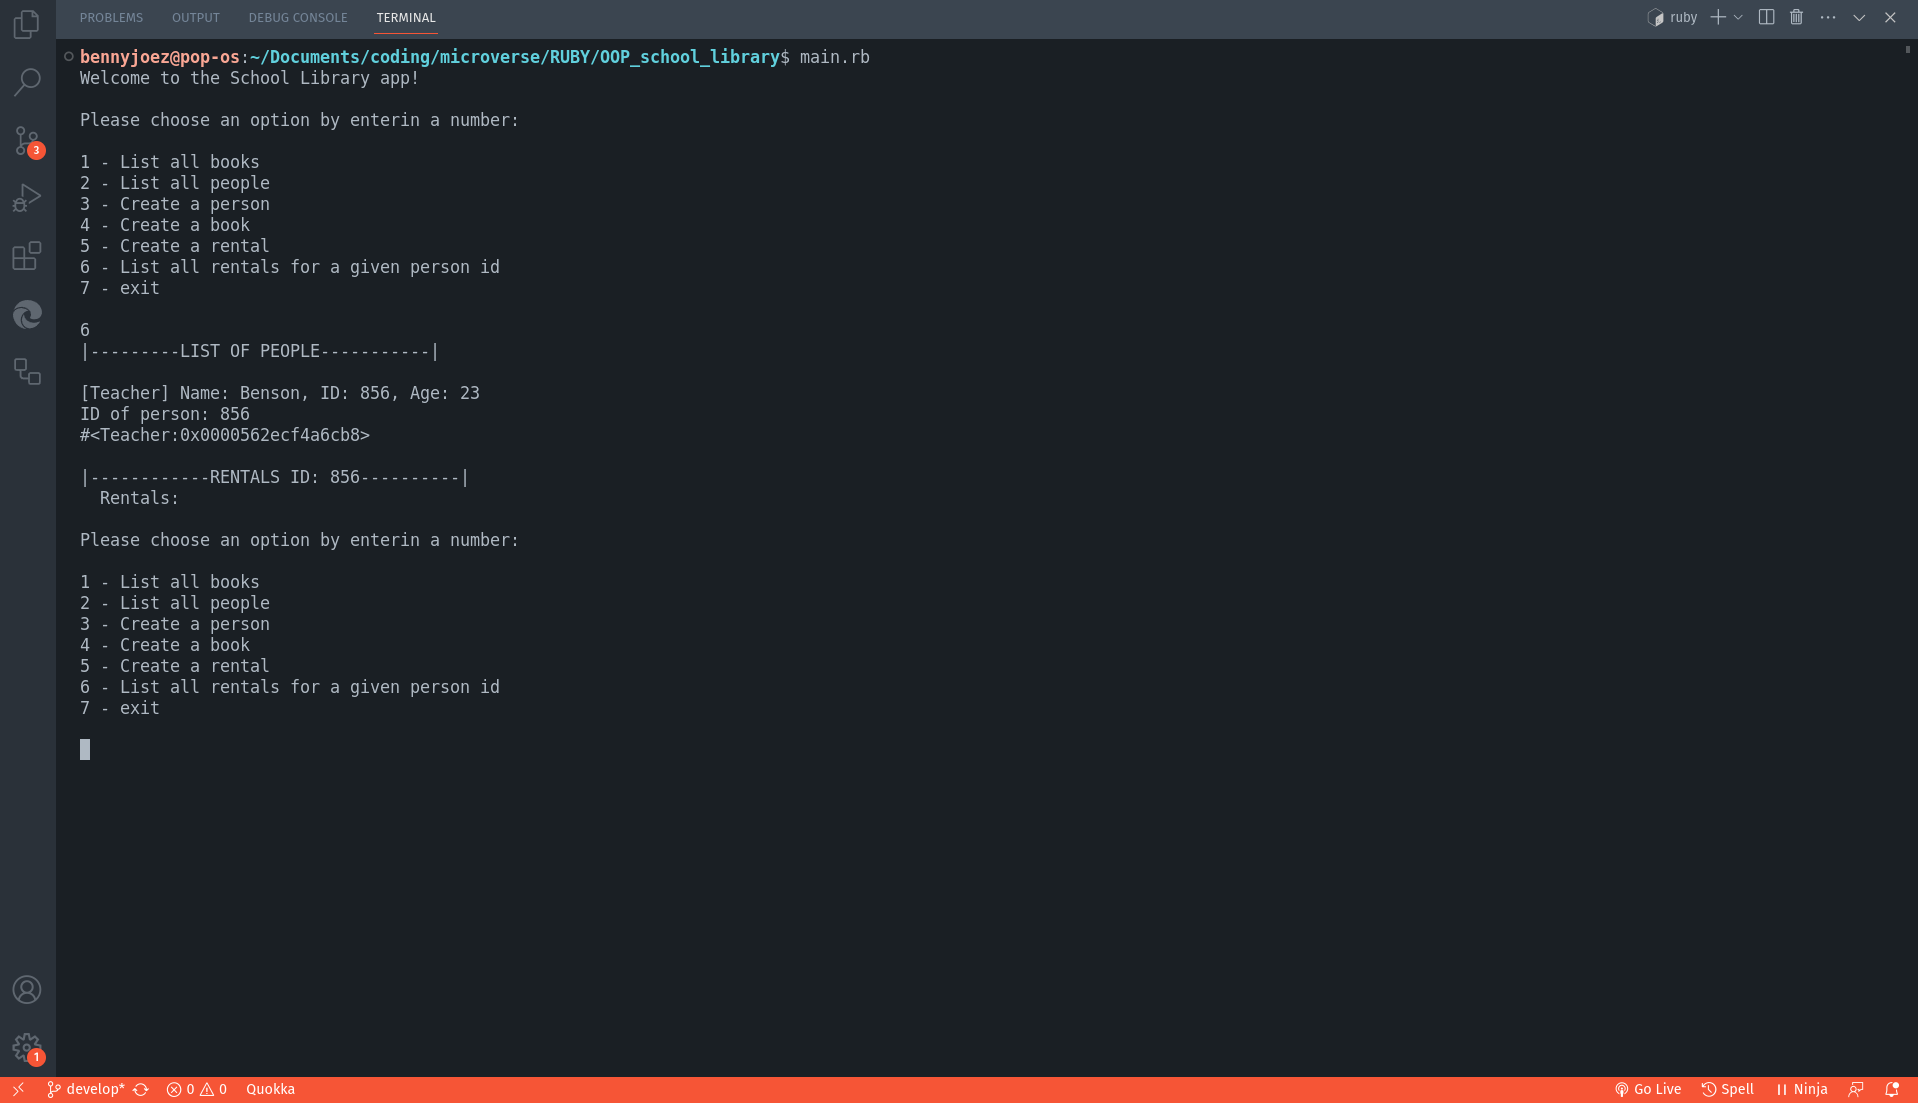 PROBLEMS OUTPUT DEBUG CONSOLE TERMINAL ruby
bennyjoez@pop-os:~/Documents/coding/microverse/RUBY/OOP_school_library$ main.rb
Welcome to the School Library app!
Please choose an option by enterin a number:
1 - List all books
2 - List all people
3 - Create a person
4 - Create a book
5 - Create a rental
6 - List all rentals for a given person id
7 - exit
6
|---------LIST OF PEOPLE-----------|
[Teacher] Name: Benson, ID: 856, Age: 23
ID of person: 856
#<Teacher:0x0000562ecf4a6cb8>
|------------RENTALS ID: 856----------|
Rentals:
Please choose an option by enterin a number:
1 - List all books
2 - List all people
3 - Create a person
4 - Create a book
5 - Create a rental
6 - List all rentals for a given person id
7 - exit
3
1
develop* 0 0 Quokka Go Live Spell Ninja